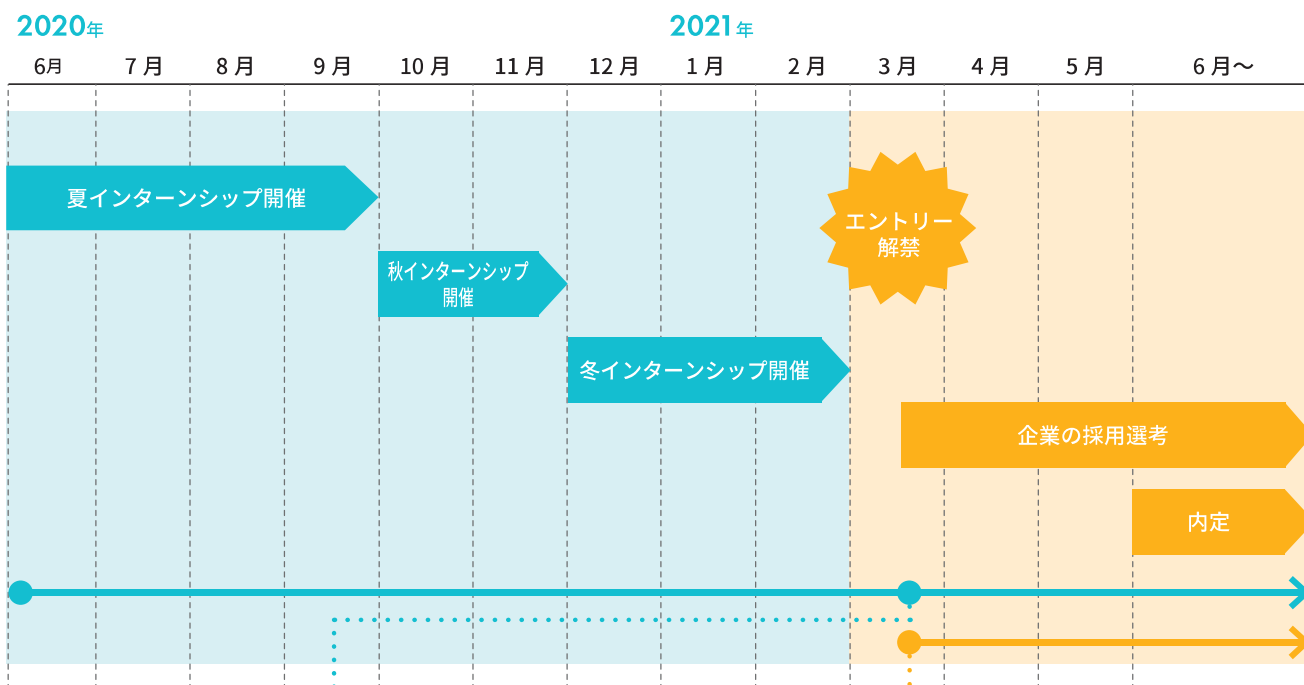 2020年
2021年
6月 7月 8月 9月 10月 11月 12月 1月 2月 3月 4月 5月 6月〜
夏インターンシップ開催
エントリー
解禁
秋インターンシップ
開催
冬インターンシップ開催
企業の採用選考
内定